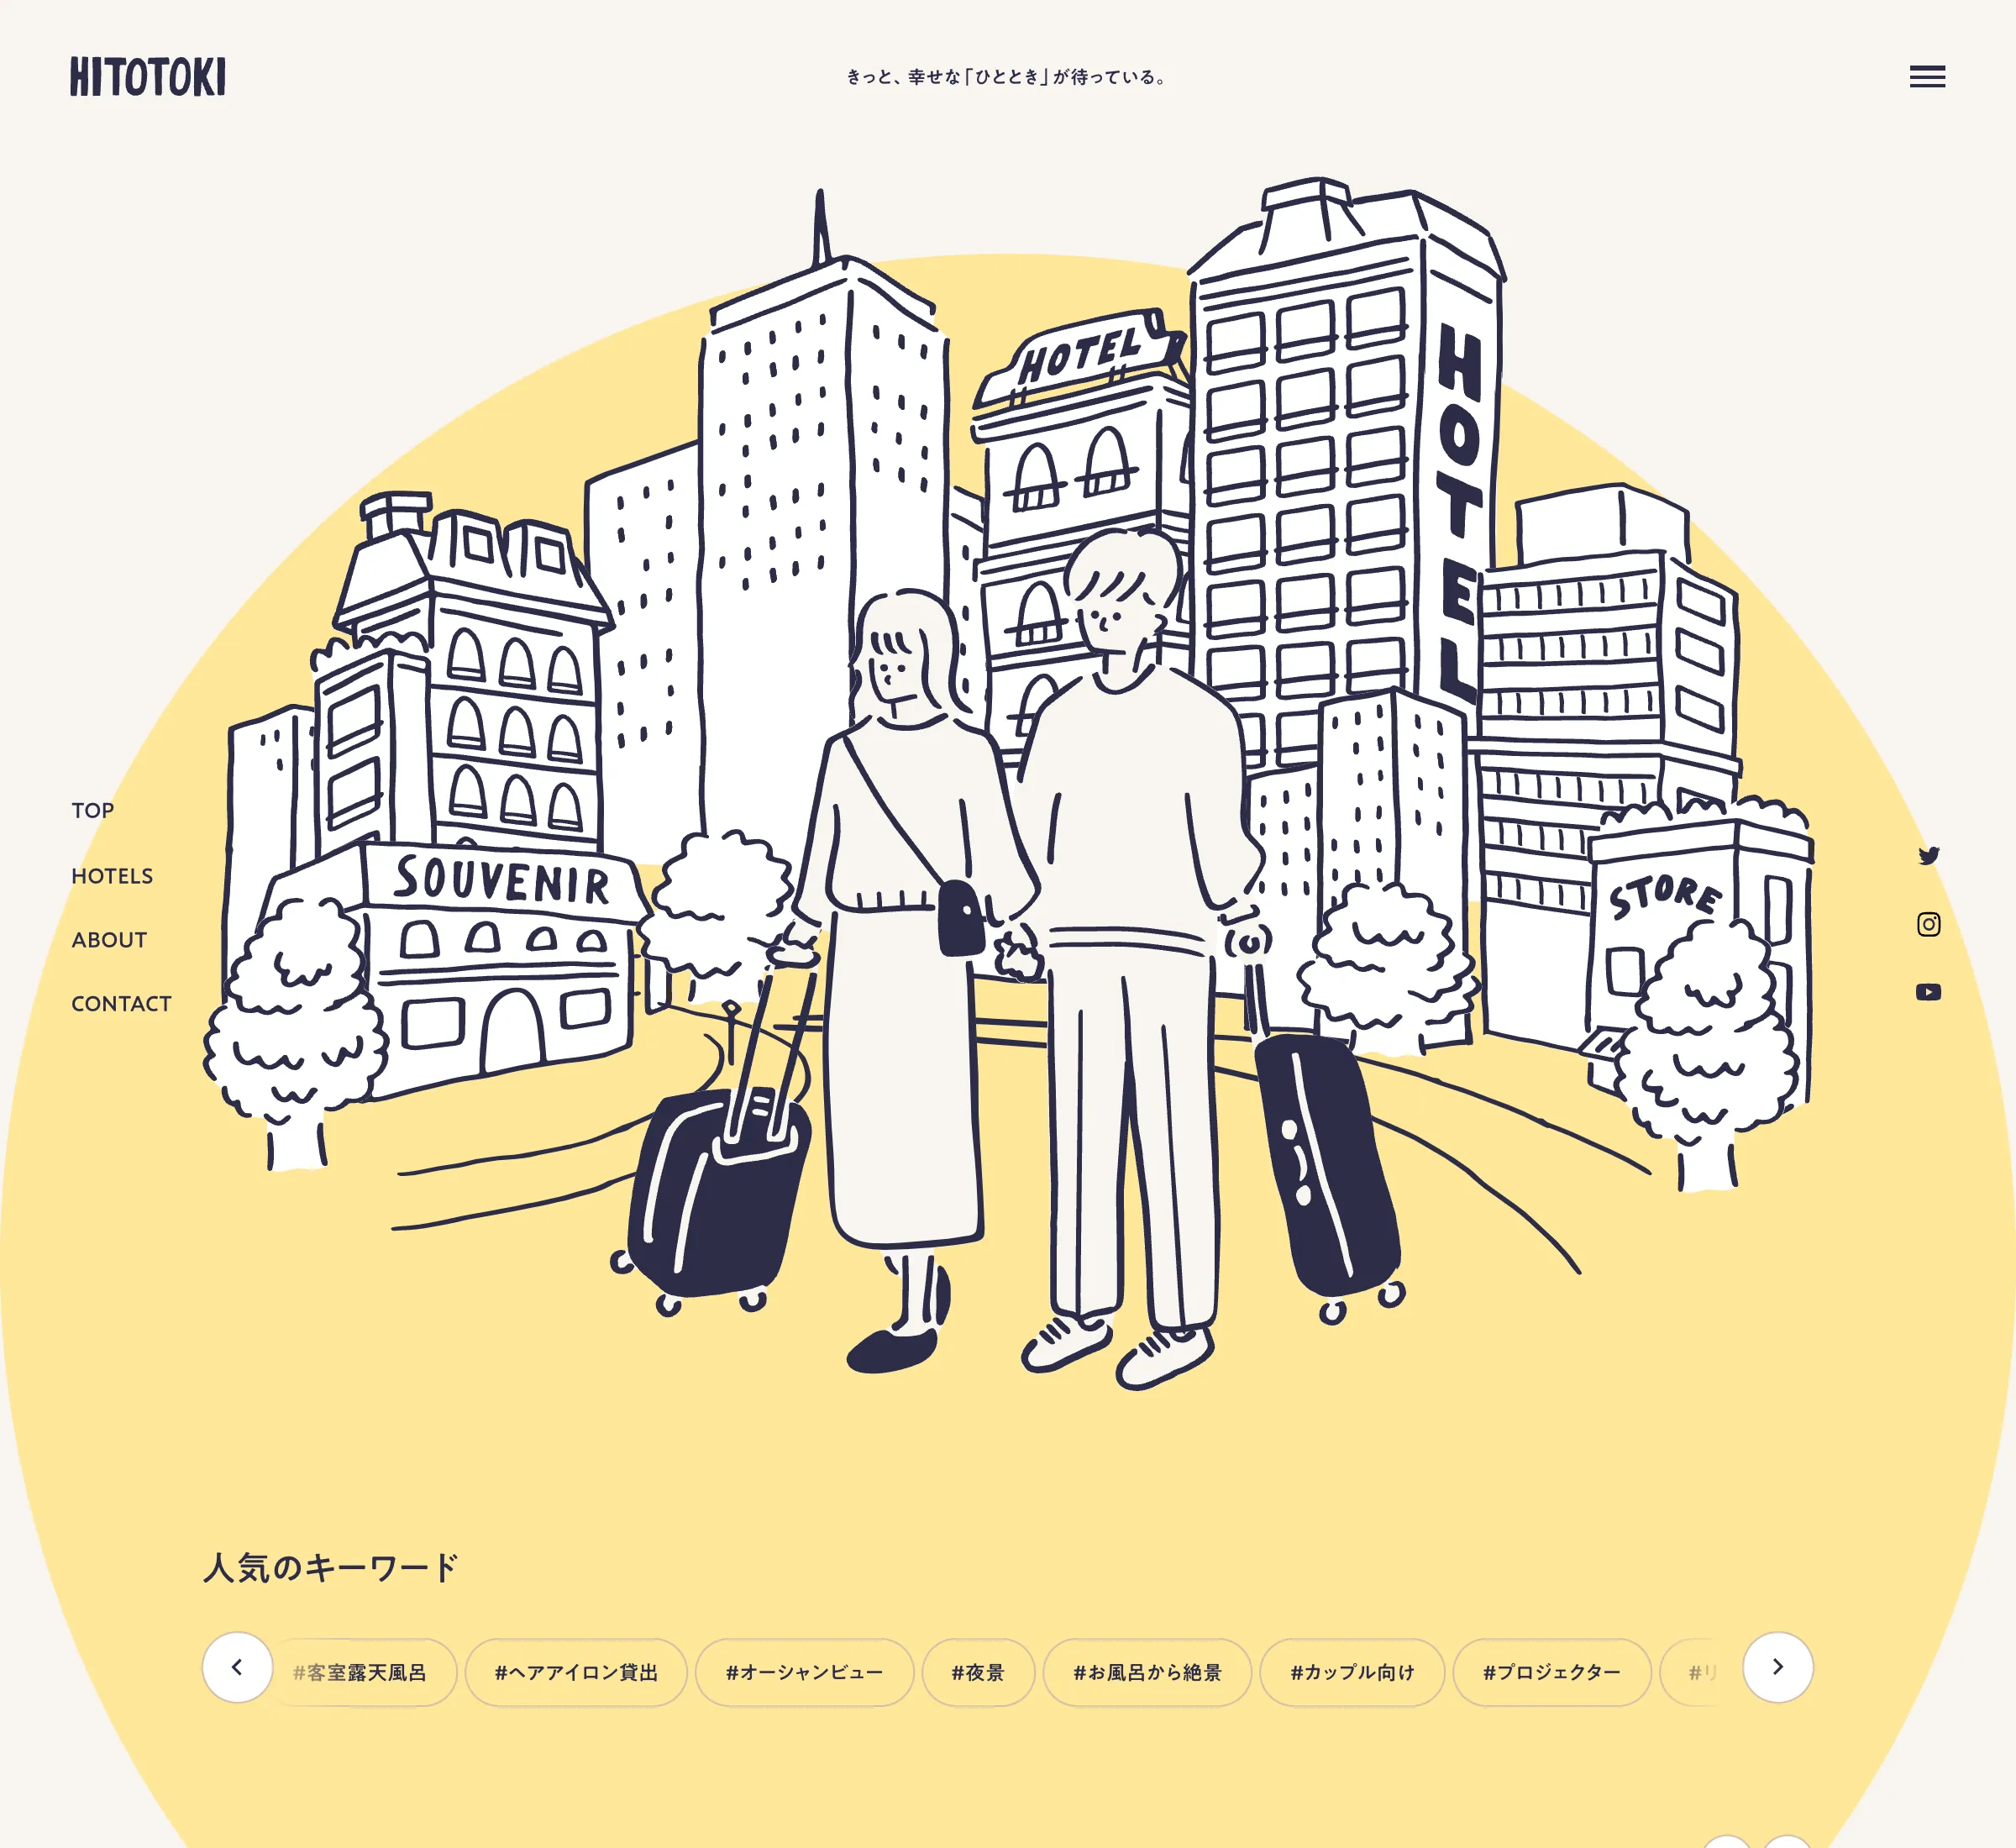 HITOTOKI
きっと、幸せな「ひととき」が待っている。
HOTEL
HOTEL
SOUVENIR
STORE
TOP
HOTELS
ABOUT
CONTACT
人気のキーワード
#客室露天風呂
#ヘアアイロン貸出
#オーシャンビュー
#夜景
#お風呂から絶景
#カップル向け
#プロジェクター
#リ